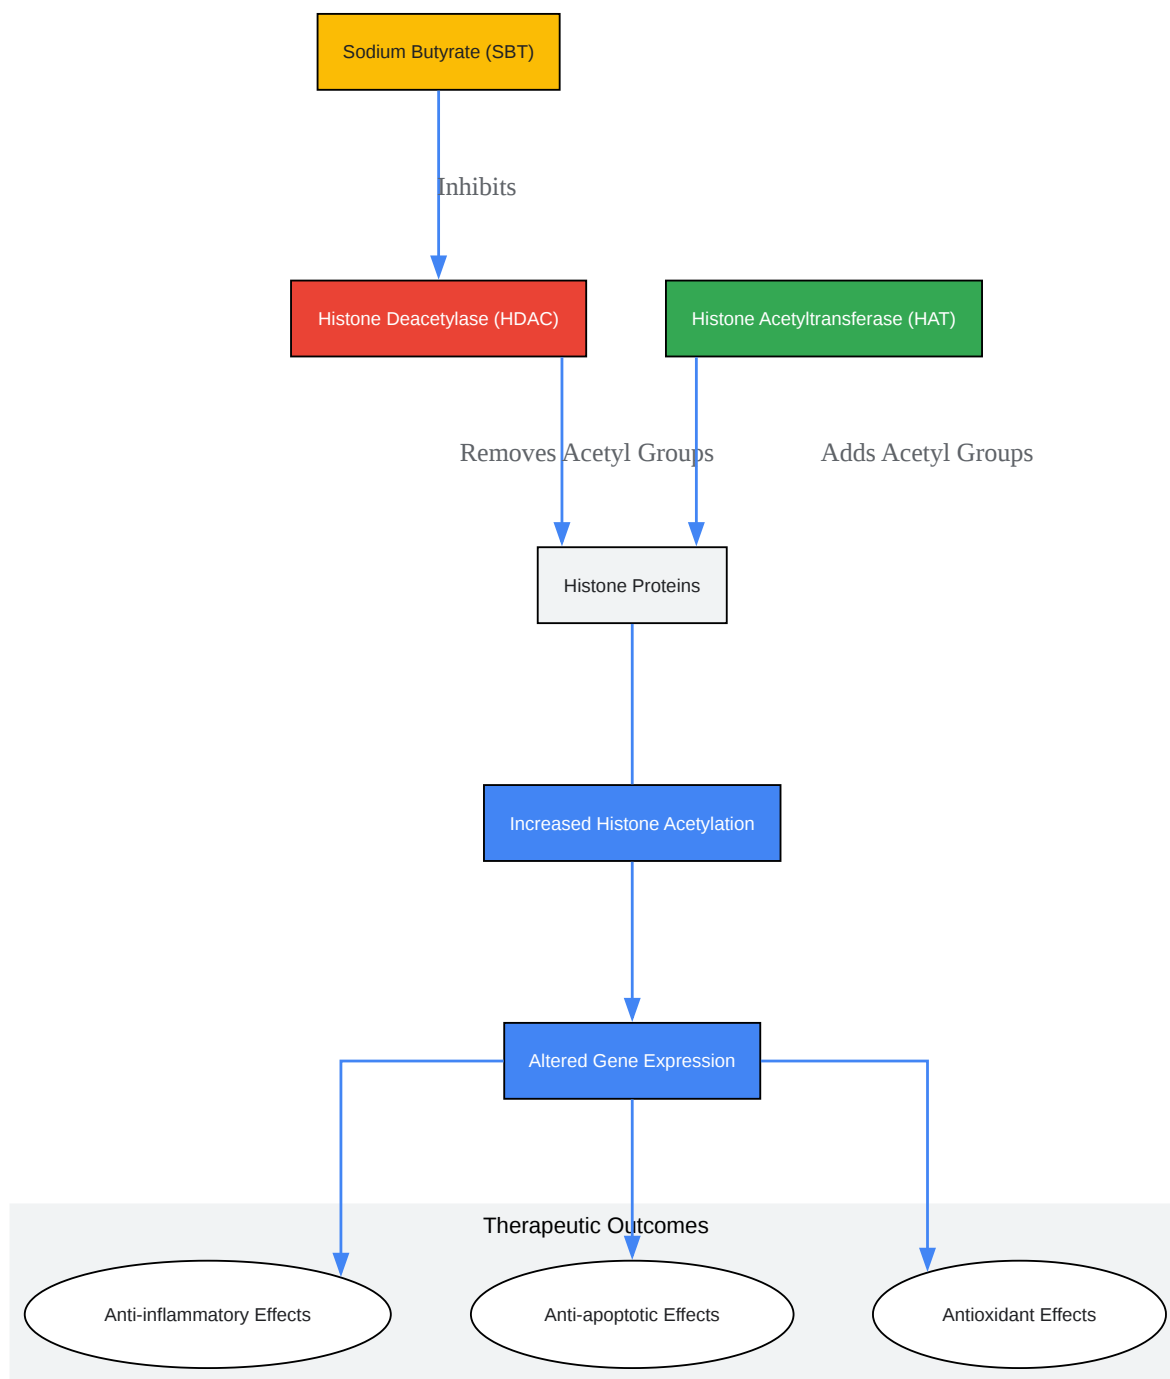 Sodium Butyrate (SBT)
Inhibits
Histone Deacetylase (HDAC)
Histone Acetyltransferase (HAT)
Removes Acetyl Groups
Adds Acetyl Groups
Histone Proteins
Increased Histone Acetylation
Altered Gene Expression
Therapeutic Outcomes
Anti-inflammatory Effects
Anti-apoptotic Effects
Antioxidant Effects